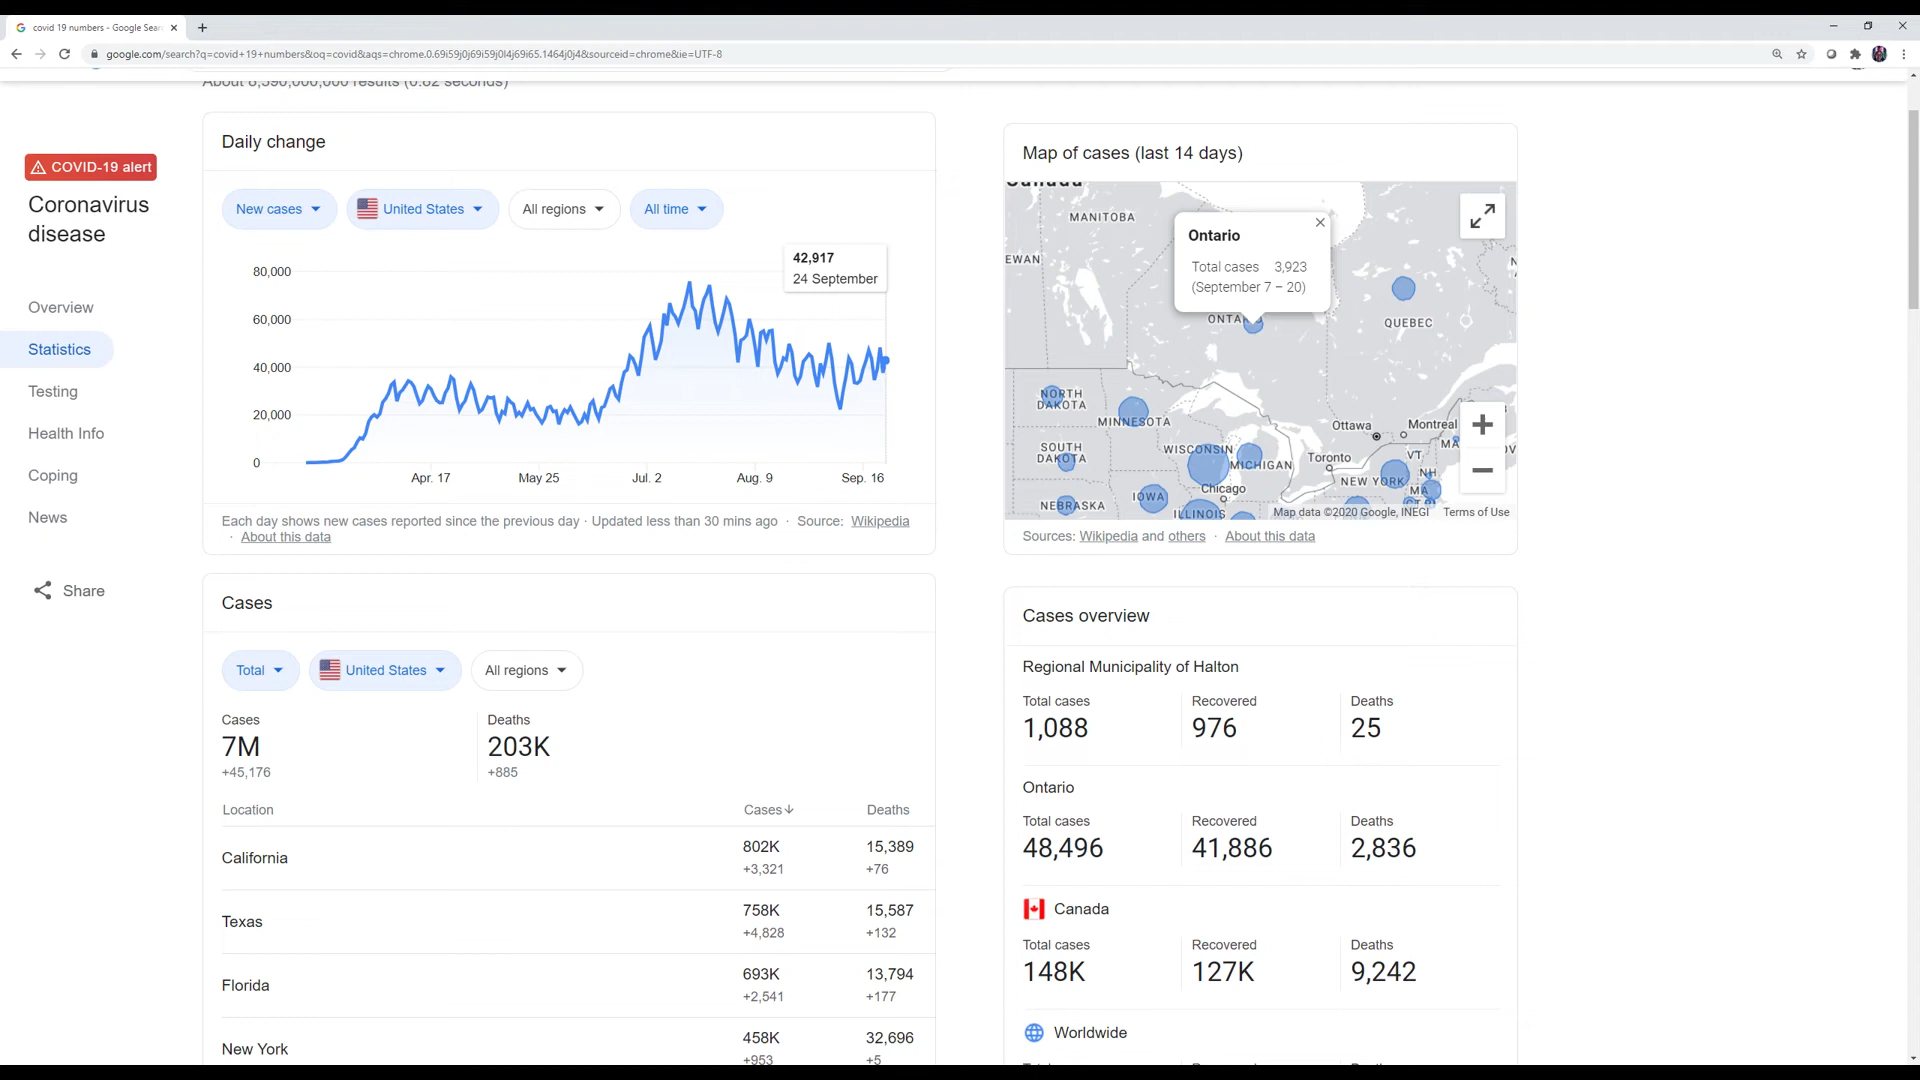 covid 19 numbers - Google Sear
google.com/search?q=covid+19+numbers&oq=covid&aqs=chrome.0.69i59j0j69i59j0l4j69i65.1464j0j4&sourceid=chrome&ie=UTF-8
About 8,590,000,000 results (0.82 seconds)
COVID-19 alert
Coronavirus
disease
Overview
Statistics
Testing
Health Info
Coping
News
Share
Daily change
New cases
United States
All regions
All time
42,917
24 September
80,000
60,000
40,000
20,000
0
Apr. 17
May 25
Jul. 2
Aug. 9
Sep. 16
Each day shows new cases reported since the previous day · Updated less than 30 mins ago · Source: Wikipedia
· About this data
Cases
Total
United States
All regions
Cases
7M
+45,176
Deaths
203K
+885
Location Cases Deaths
California 802K 15,389
+3,321 +76
Texas 758K 15,587
+4,828 +132
Florida 693K 13,794
+2,541 +177
New York 458K 32,696
+953 +5
Map of cases (last 14 days)
Canada
MANITOBA
EWAN
Ontario
Total cases 3,923
(September 7 – 20)
QUEBEC
NORTH
DAKOTA
MINNESOTA
SOUTH
DAKOTA
WISCONSIN
MICHIGAN
Ottawa
Montreal
Toronto
VT
NH
NEW YORK
MA
Chicago
IOWA
NEBRASKA
ILLINOIS
Map data ©2020 Google, INEGI Terms of Use
Sources: Wikipedia and others · About this data
Cases overview
Regional Municipality of Halton
Total cases Recovered Deaths
1,088 976 25
Ontario
Total cases Recovered Deaths
48,496 41,886 2,836
Canada
Total cases Recovered Deaths
148K 127K 9,242
Worldwide